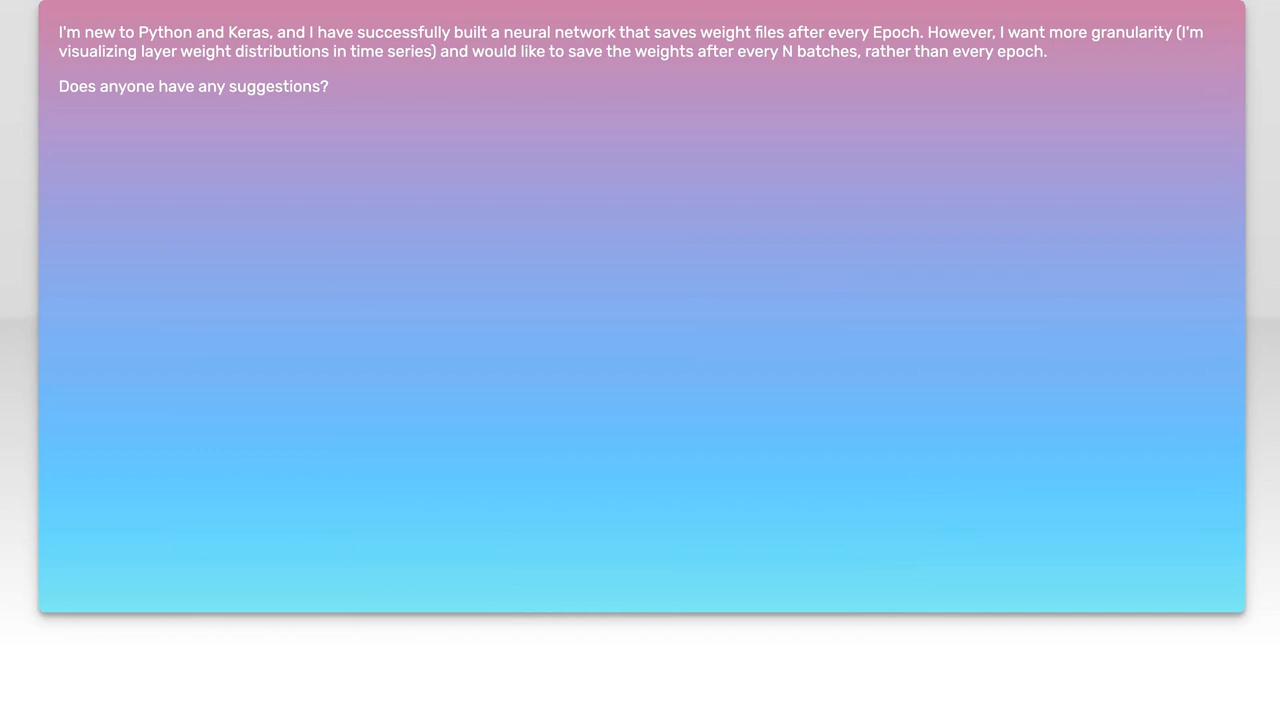 I'm new to Python and Keras, and I have successfully built a neural network that saves weight files after every Epoch. However, I want more granularity (I'm
visualizing layer weight distributions in time series) and would like to save the weights after every N batches, rather than every epoch.
Does anyone have any suggestions?